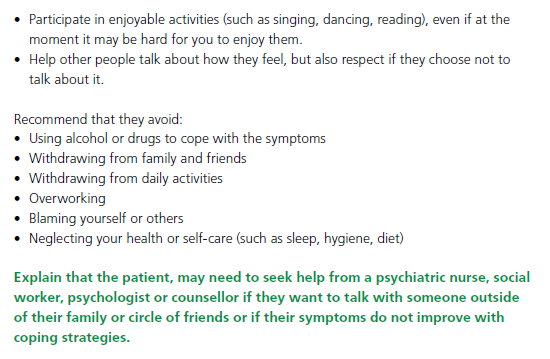 • Participate in enjoyable activities (such as singing, dancing, reading), even if at the
moment it may be hard for you to enjoy them.
• Help other people talk about how they feel, but also respect if they choose not to
talk about it.
Recommend that they avoid:
• Using alcohol or drugs to cope with the symptoms
• Withdrawing from family and friends
• Withdrawing from daily activities
• Overworking
• Blaming yourself or others
• Neglecting your health or self-care (such as sleep, hygiene, diet)
Explain that the patient, may need to seek help from a psychiatric nurse, social
worker, psychologist or counsellor if they want to talk with someone outside
of their family or circle of friends or if their symptoms do not improve with
coping strategies.